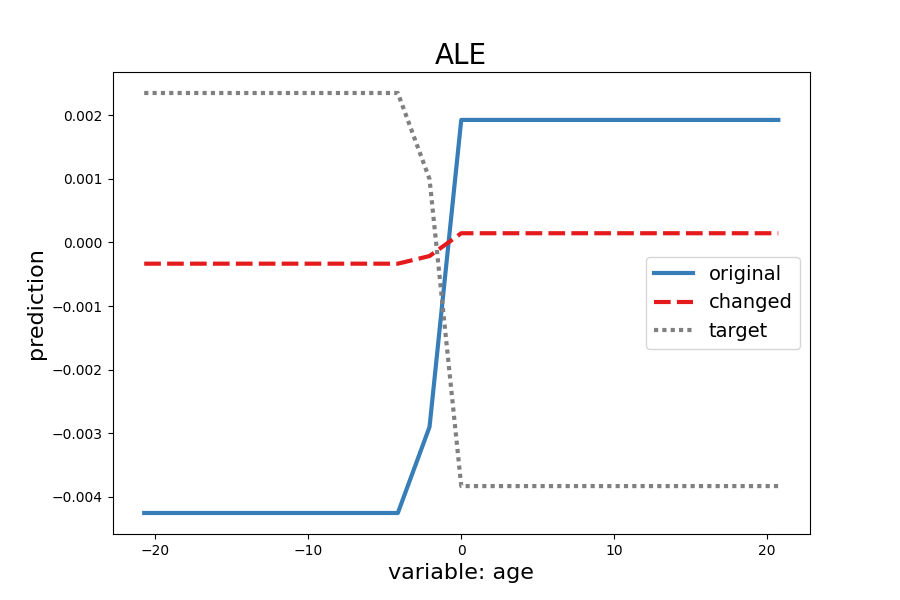 ALE
prediction
0.002
0.001
0.000
−0.001
−0.002
−0.003
−0.004
original
changed
target
−20
−10
0
10
20
variable: age